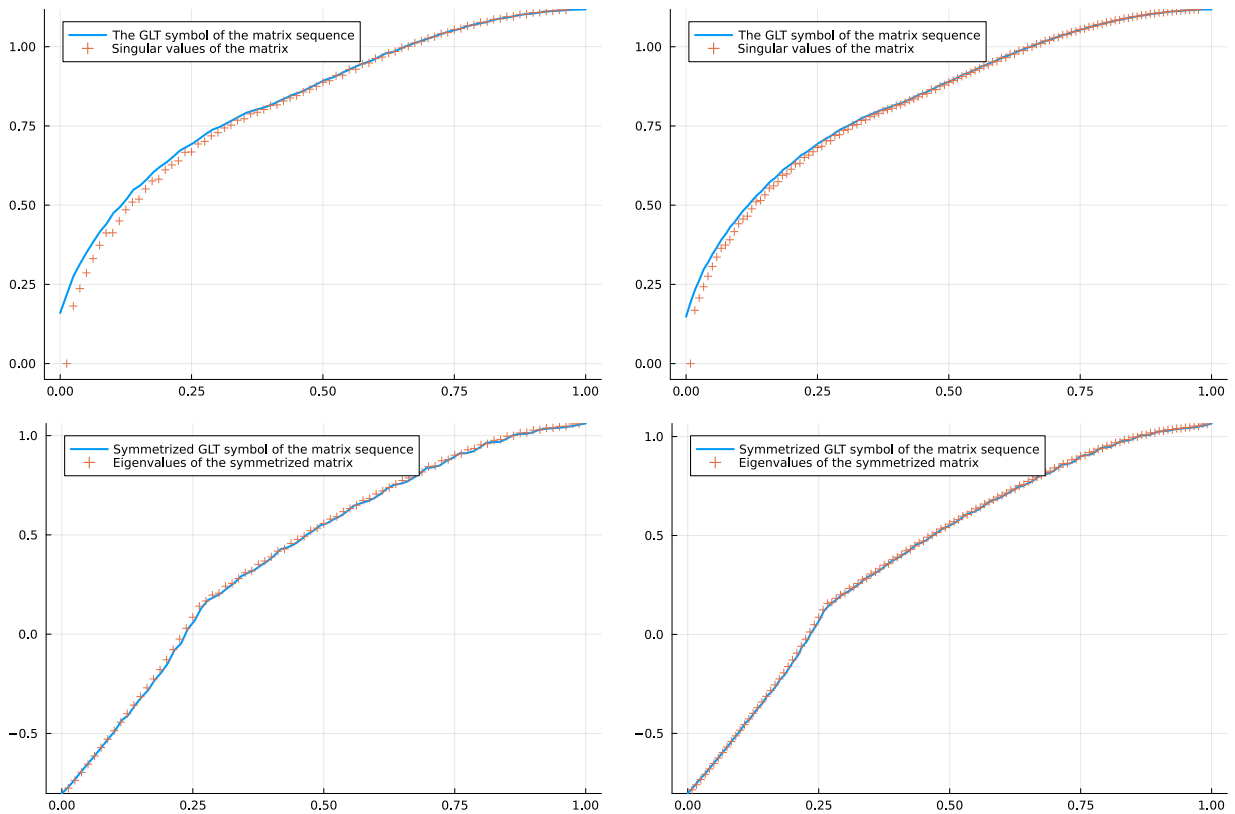 The GLT symbol of the matrix sequence
Singular values of the matrix
1.00
0.75
0.50
0.25
0.00
0.00 0.25 0.50 0.75 1.00
The GLT symbol of the matrix sequence
Singular values of the matrix
1.00
0.75
0.50
0.25
0.00
0.00 0.25 0.50 0.75 1.00
Symmetrized GLT symbol of the matrix sequence
Eigenvalues of the symmetrized matrix
1.0
0.5
0.0
−0.5
0.00 0.25 0.50 0.75 1.00
Symmetrized GLT symbol of the matrix sequence
Eigenvalues of the symmetrized matrix
1.0
0.5
0.0
−0.5
0.00 0.25 0.50 0.75 1.00